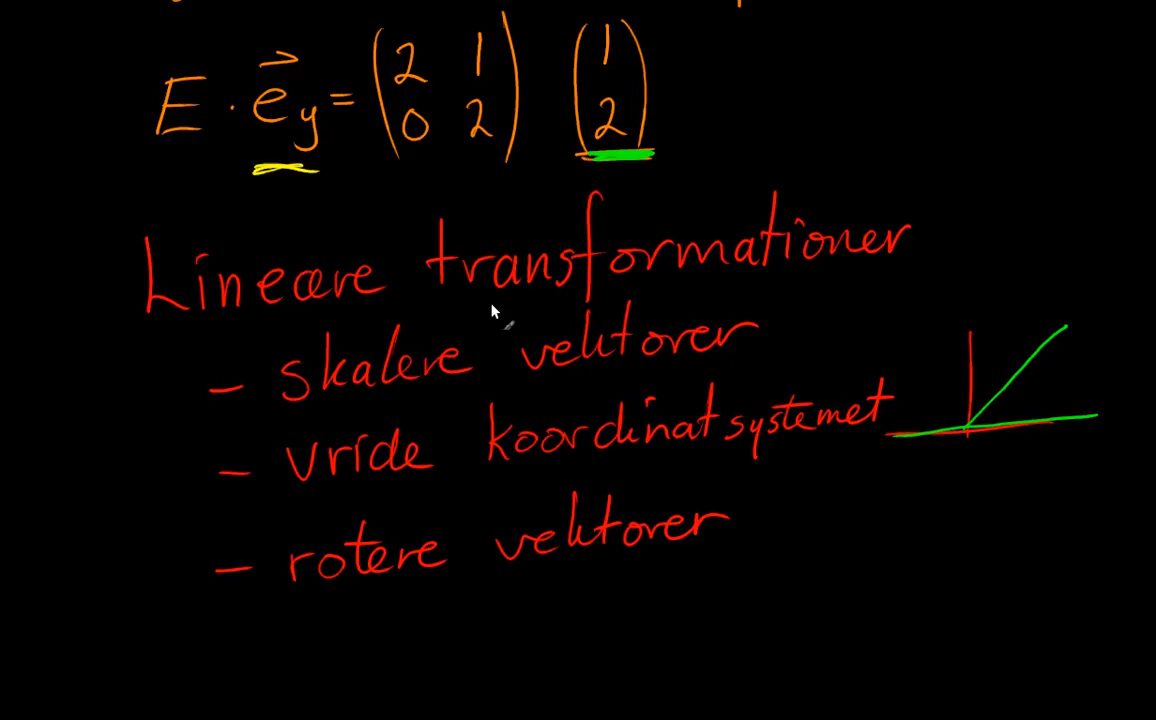 E · e⃗y = (2 1 0 2) (1 2)
Lineære transformationer
- skalere vektorer
- vride koordinatsystemet
- rotere vektorer